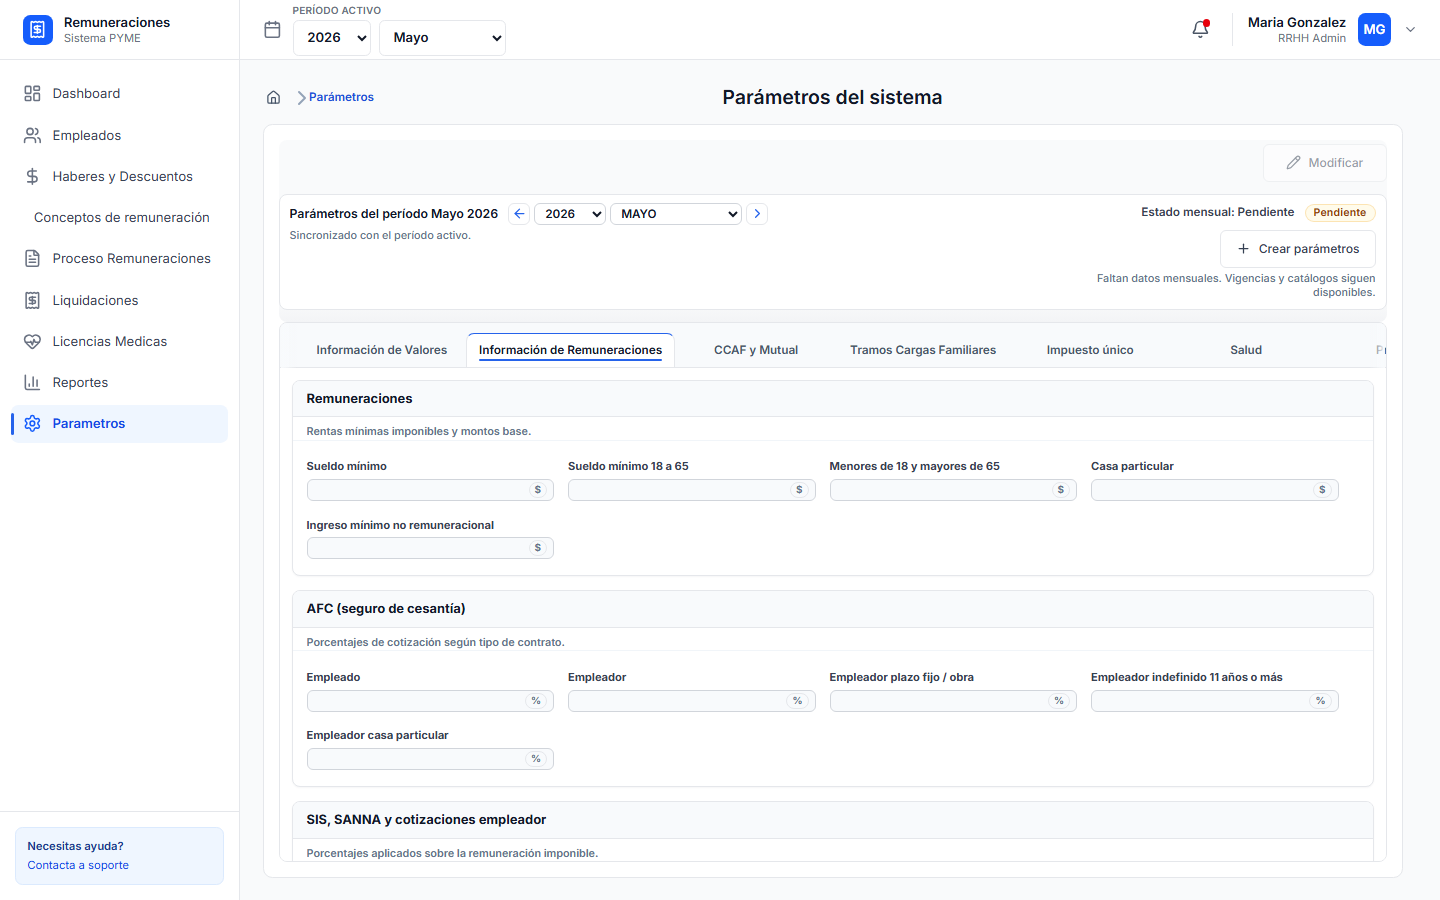 Remuneraciones
Sistema PYME
PERÍODO ACTIVO
2026
Mayo
Maria Gonzalez
RRHH Admin
MG
Dashboard
Empleados
Haberes y Descuentos
Conceptos de remuneración
Proceso Remuneraciones
Liquidaciones
Licencias Medicas
Reportes
Parametros
Necesitas ayuda?
Contacta a soporte
Parámetros
Parámetros del sistema
Modificar
Parámetros del período Mayo 2026
2026
MAYO
Sincronizado con el período activo.
Estado mensual: Pendiente
Pendiente
Crear parámetros
Faltan datos mensuales. Vigencias y catálogos siguen
disponibles.
Información de Valores
Información de Remuneraciones
CCAF y Mutual
Tramos Cargas Familiares
Impuesto único
Salud
Remuneraciones
Rentas mínimas imponibles y montos base.
Sueldo mínimo
Sueldo mínimo 18 a 65
Menores de 18 y mayores de 65
Casa particular
$
$
$
$
Ingreso mínimo no remuneracional
$
AFC (seguro de cesantía)
Porcentajes de cotización según tipo de contrato.
Empleado
Empleador
Empleador plazo fijo / obra
Empleador indefinido 11 años o más
%
%
%
%
Empleador casa particular
%
SIS, SANNA y cotizaciones empleador
Porcentajes aplicados sobre la remuneración imponible.